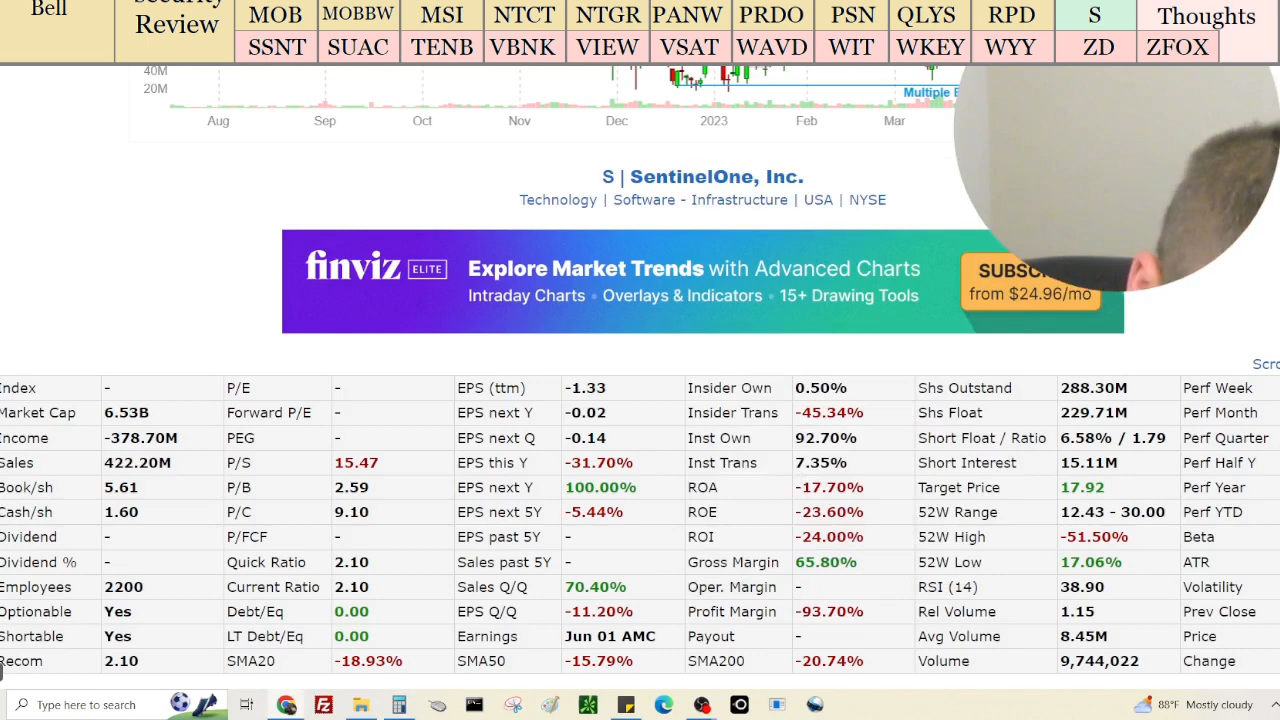 Bell
Security
Review
MOB MOBBW MSI NTCT NTGR PANW PRDO PSN QLYS RPD S Thoughts
SSNT SUAC TENB VBNK VIEW VSAT WAVD WIT WKEY WYY ZD ZFOX
40M
20M
Multiple
Aug Sep Oct Nov Dec 2023 Feb Mar
S | SentinelOne, Inc.
Technology | Software - Infrastructure | USA | NYSE
finviz ELITE
Explore Market Trends with Advanced Charts
Intraday Charts • Overlays & Indicators • 15+ Drawing Tools
from $24.96/mo
Index - P/E - EPS (ttm) -1.33 Insider Own 0.50% Shs Outstand 288.30M Perf Week
Market Cap 6.53B Forward P/E - EPS next Y -0.02 Insider Trans -45.34% Shs Float 229.71M Perf Month
Income -378.70M PEG - EPS next Q -0.14 Inst Own 92.70% Short Float / Ratio 6.58% / 1.79 Perf Quarter
Sales 422.20M P/S 15.47 EPS this Y -31.70% Inst Trans 7.35% Short Interest 15.11M Perf Half Y
Book/sh 5.61 P/B 2.59 EPS next Y 100.00% ROA -17.70% Target Price 17.92 Perf Year
Cash/sh 1.60 P/C 9.10 EPS next 5Y -5.44% ROE -23.60% 52W Range 12.43 - 30.00 Perf YTD
Dividend - P/FCF - EPS past 5Y - ROI -24.00% 52W High -51.50% Beta
Dividend % - Quick Ratio 2.10 Sales past 5Y - Gross Margin 65.80% 52W Low 17.06% ATR
Employees 2200 Current Ratio 2.10 Sales Q/Q 70.40% Oper. Margin - RSI (14) 38.90 Volatility
Optionable Yes Debt/Eq 0.00 EPS Q/Q -11.20% Profit Margin -93.70% Rel Volume 1.15 Prev Close
Shortable Yes LT Debt/Eq 0.00 Earnings Jun 01 AMC Payout - Avg Volume 8.45M Price
Recom 2.10 SMA20 -18.93% SMA50 -15.79% SMA200 -20.74% Volume 9,744,022 Change
Type here to search
88°F Mostly cloudy